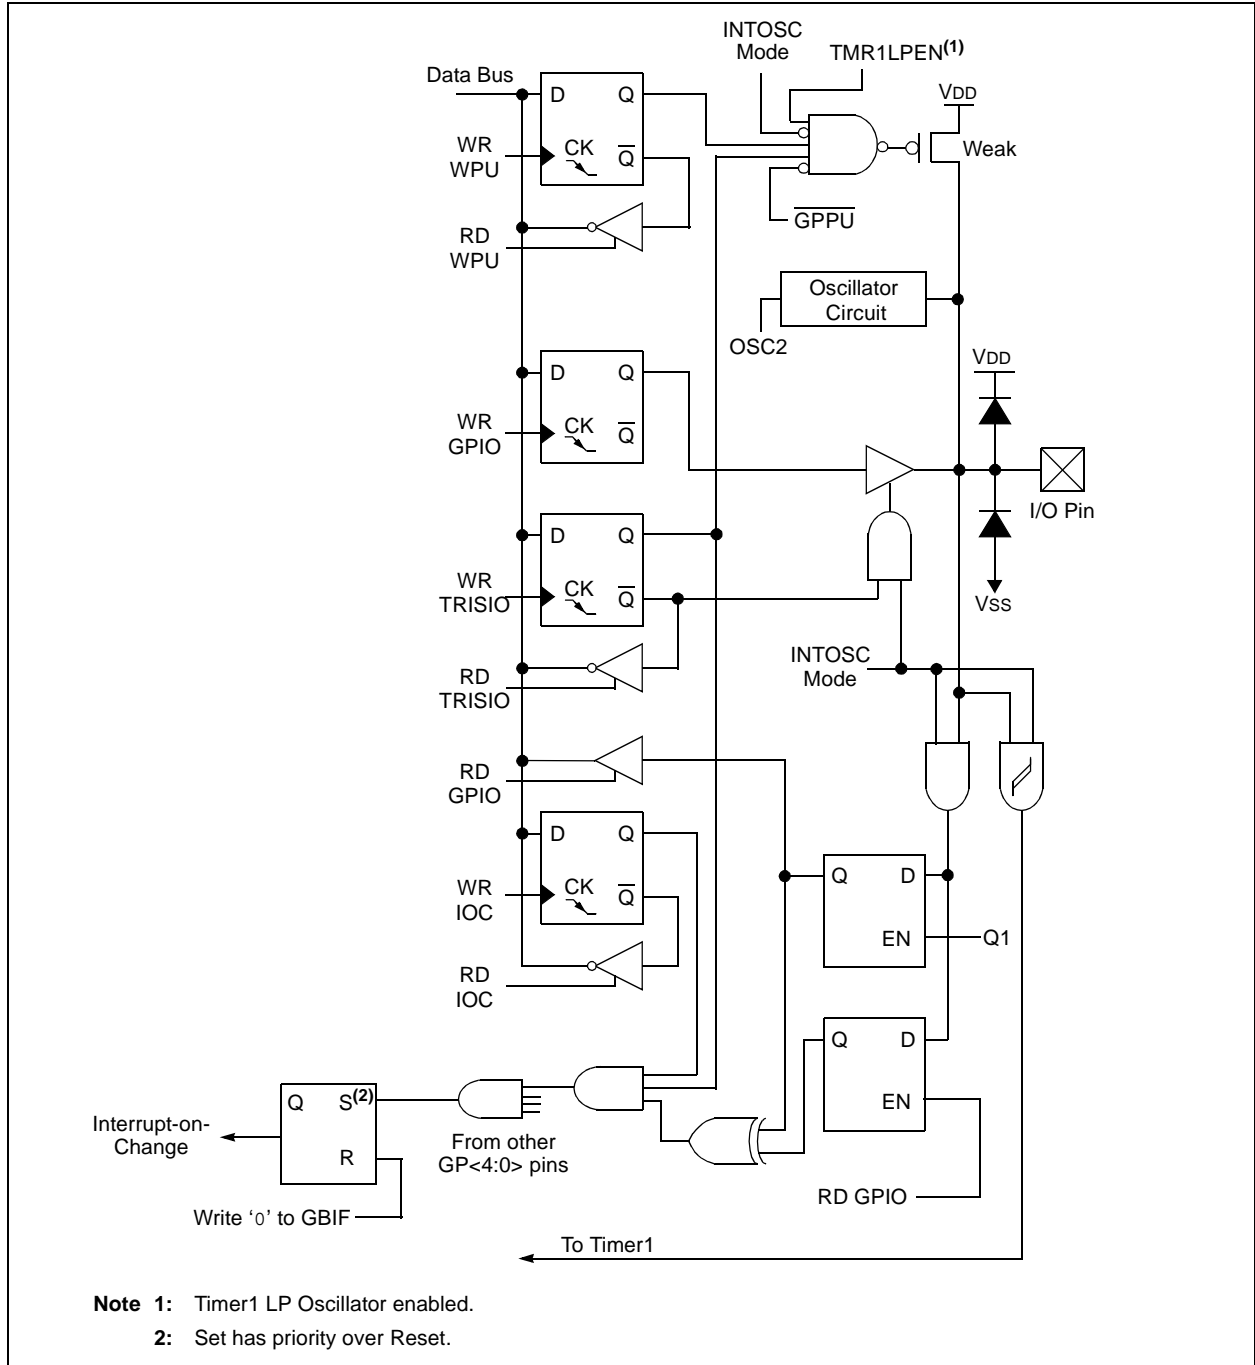 INTOSC
Mode
TMR1LPEN(1)
Data Bus
D Q
VDD
WR
WPU
CK
Q
Weak
RD
WPU
GPPU
Oscillator
Circuit
OSC2
VDD
D Q
WR
GPIO
CK
Q
I/O Pin
D Q
WR
TRISIO
CK
Q
VSS
INTOSC
Mode
RD
TRISIO
RD
GPIO
D Q
WR
IOC
CK
Q
Q D
EN
Q1
RD
IOC
Q D
EN
Q S(2)
R
Interrupt-on-
Change
From other
GP<4:0> pins
RD GPIO
Write ‘0’ to GBIF
To Timer1
Note 1: Timer1 LP Oscillator enabled.
2: Set has priority over Reset.